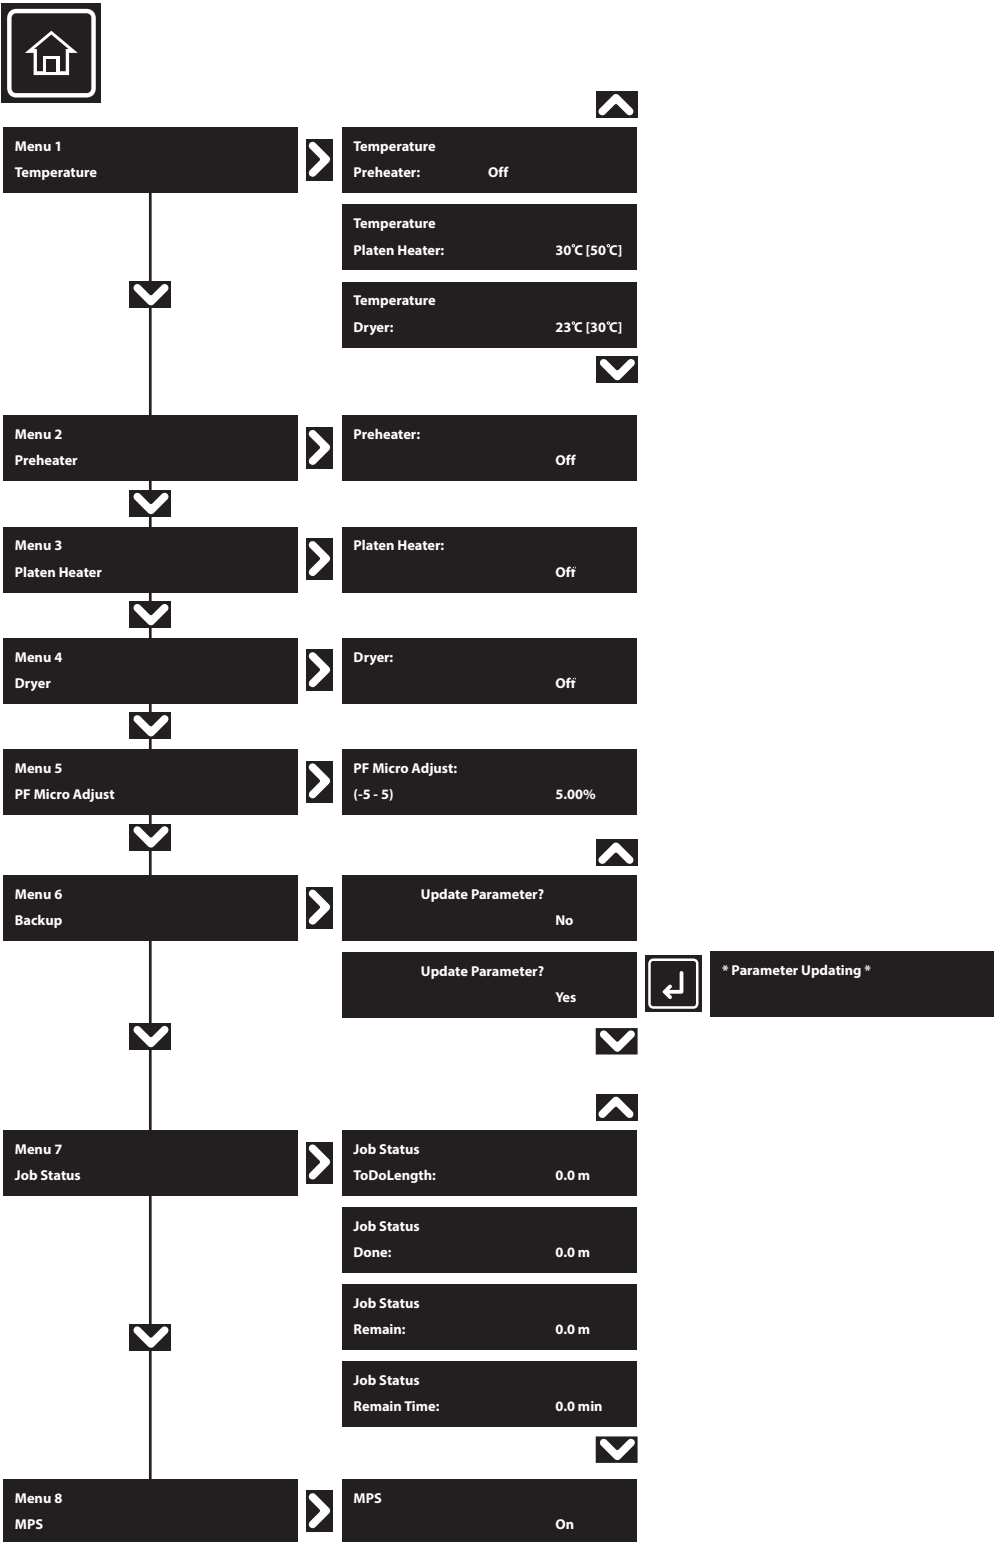 Menu 1
Temperature
Temperature
Preheater: Off
Temperature
Platen Heater: 30℃ [50℃]
Temperature
Dryer: 23℃ [30℃]
Menu 2
Preheater
Preheater:
Off
Menu 3
Platen Heater
Platen Heater:
Off
Menu 4
Dryer
Dryer:
Off
Menu 5
PF Micro Adjust
PF Micro Adjust:
(-5 - 5) 5.00%
Menu 6
Backup
Update Parameter?
No
Update Parameter?
Yes
* Parameter Updating *
Menu 7
Job Status
Job Status
ToDoLength: 0.0 m
Job Status
Done: 0.0 m
Job Status
Remain: 0.0 m
Job Status
Remain Time: 0.0 min
Menu 8
MPS
MPS
On